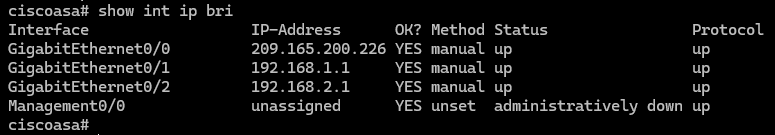 ciscoasa# show int ip bri
Interface                  IP-Address      OK? Method Status                Protocol
GigabitEthernet0/0         209.165.200.226 YES manual up                    up
GigabitEthernet0/1         192.168.1.1     YES manual up                    up
GigabitEthernet0/2         192.168.2.1     YES manual up                    up
Management0/0              unassigned      YES unset  administratively down up
ciscoasa#